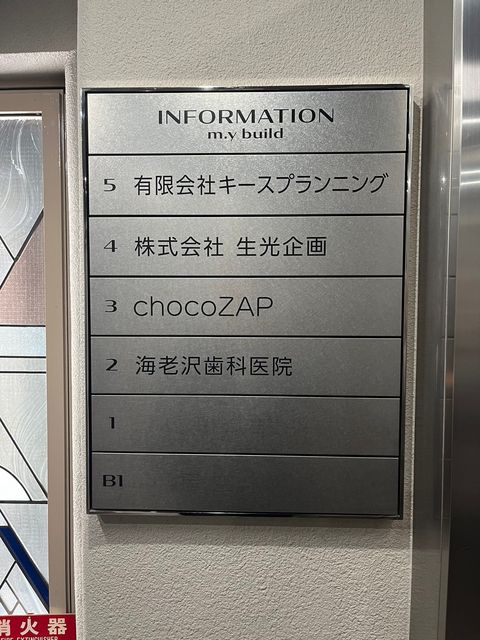 INFORMATION
m.y build
5 有限会社キースプランニング
4 株式会社 生光企画
3 chocoZAP
2 海老沢歯科医院
1
B1
消火器
FIRE EXTINGUISHER